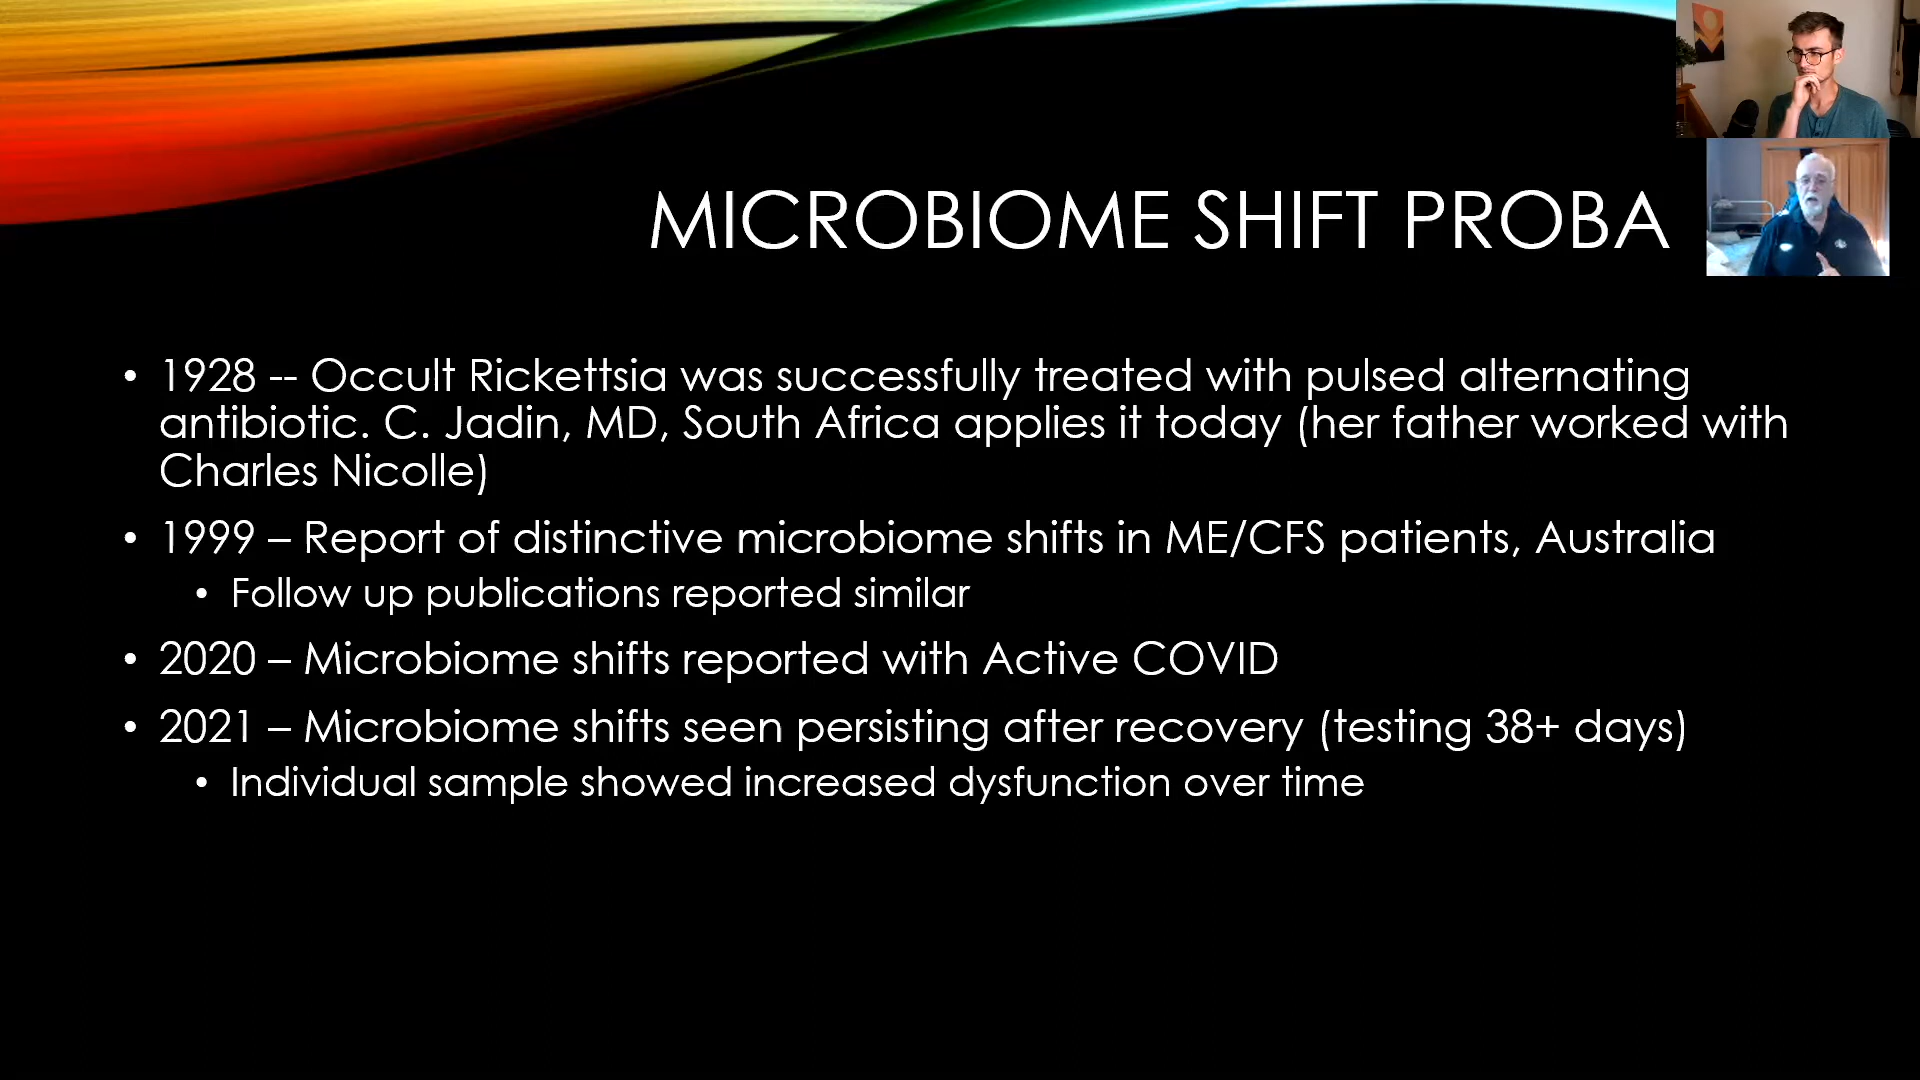 MICROBIOME SHIFT PROBA
• 1928 -- Occult Rickettsia was successfully treated with pulsed alternating
antibiotic. C. Jadin, MD, South Africa applies it today (her father worked with
Charles Nicolle)
• 1999 – Report of distinctive microbiome shifts in ME/CFS patients, Australia
• Follow up publications reported similar
• 2020 – Microbiome shifts reported with Active COVID
• 2021 – Microbiome shifts seen persisting after recovery (testing 38+ days)
• Individual sample showed increased dysfunction over time